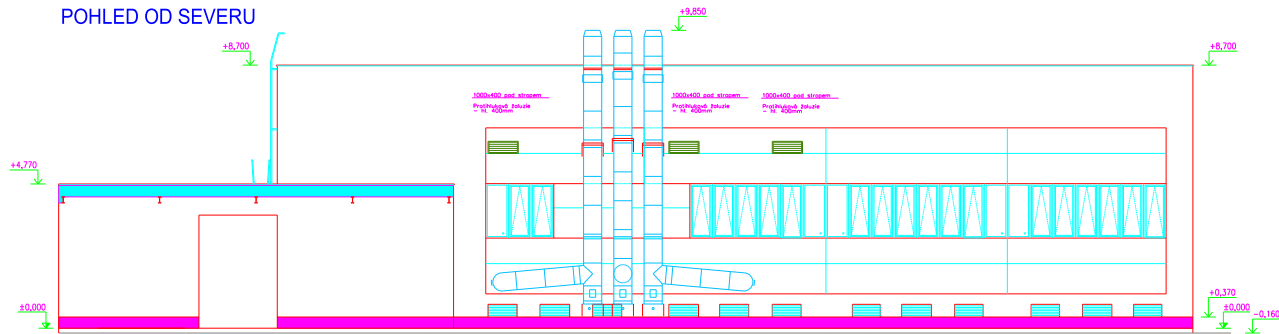 POHLED OD SEVERU
+9,850
+8,700
+8,700
1000x400 pod stropem
Protihluková žaluzie
- hl. 400mm
1000x400 pod stropem
Protihluková žaluzie
- hl. 400mm
1000x400 pod stropem
Protihluková žaluzie
- hl. 400mm
+4,770
±0,000
+0,370
±0,000
-0,160